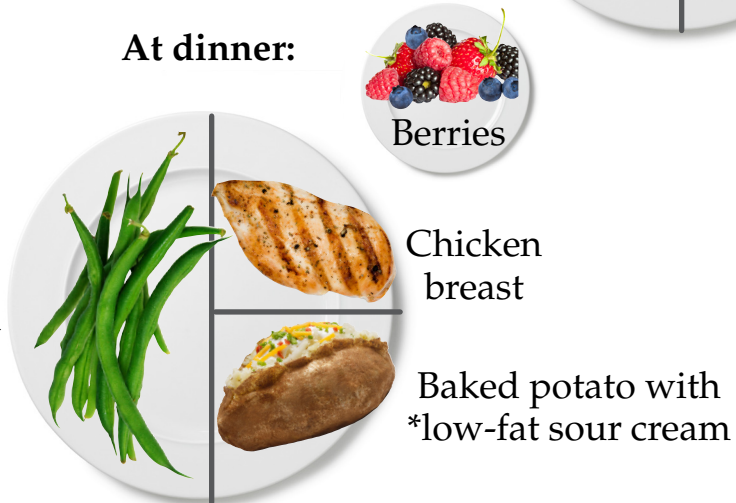 At dinner:
Berries
Chicken
breast
Baked potato with
*low-fat sour cream